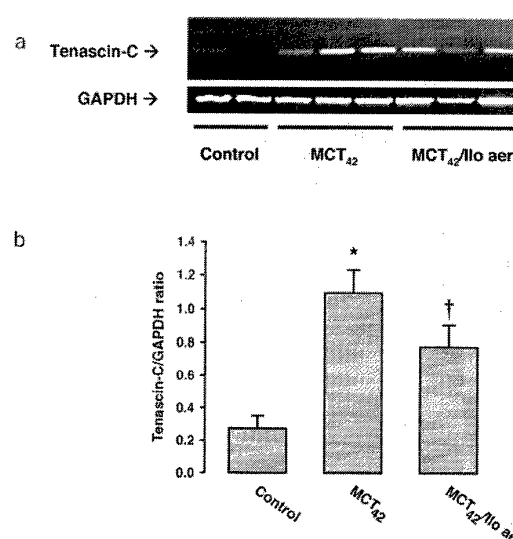 a
Tenascin-C →
GAPDH →
Control MCT₄₂ MCT₄₂/Ilo aer
b
Tenascin-C/GAPDH ratio
1.4
1.2
1.0
0.8
0.6
0.4
0.2
0.0
*
†
Control
MCT₄₂
MCT₄₂/Ilo aer